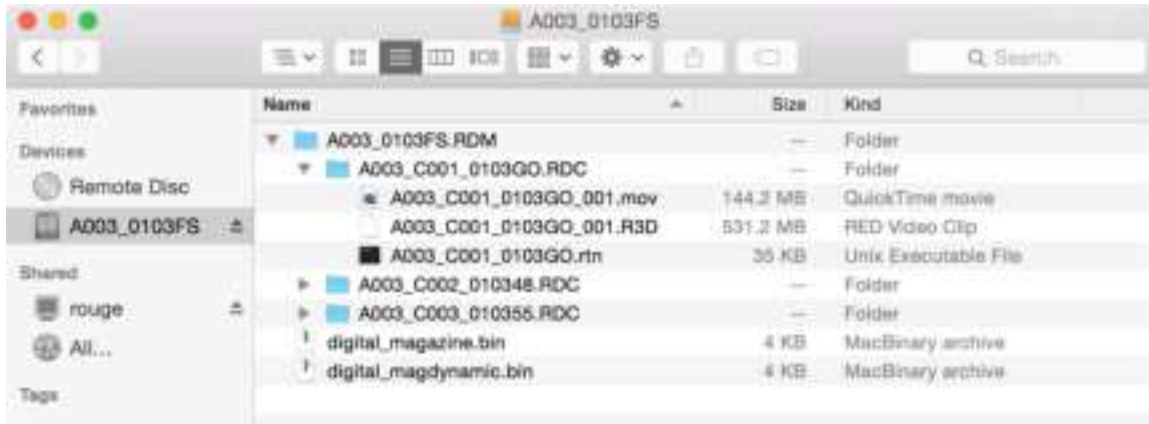 A003_0103FS
Search
Favorites
Devices
Remote Disc
A003_0103FS
Shared
rouge
All...
Tags
Name Size Kind
A003_0103FS.RDM -- Folder
A003_C001_0103GO.RDC -- Folder
A003_C001_0103GO_001.mov 144.2 MB QuickTime movie
A003_C001_0103GO_001.R3D 531.2 MB RED Video Clip
A003_C001_0103GO.rtn 35 KB Unix Executable File
A003_C002_010348.RDC -- Folder
A003_C003_010355.RDC -- Folder
digital_magazine.bin 4 KB MacBinary archive
digital_magdynamic.bin 4 KB MacBinary archive